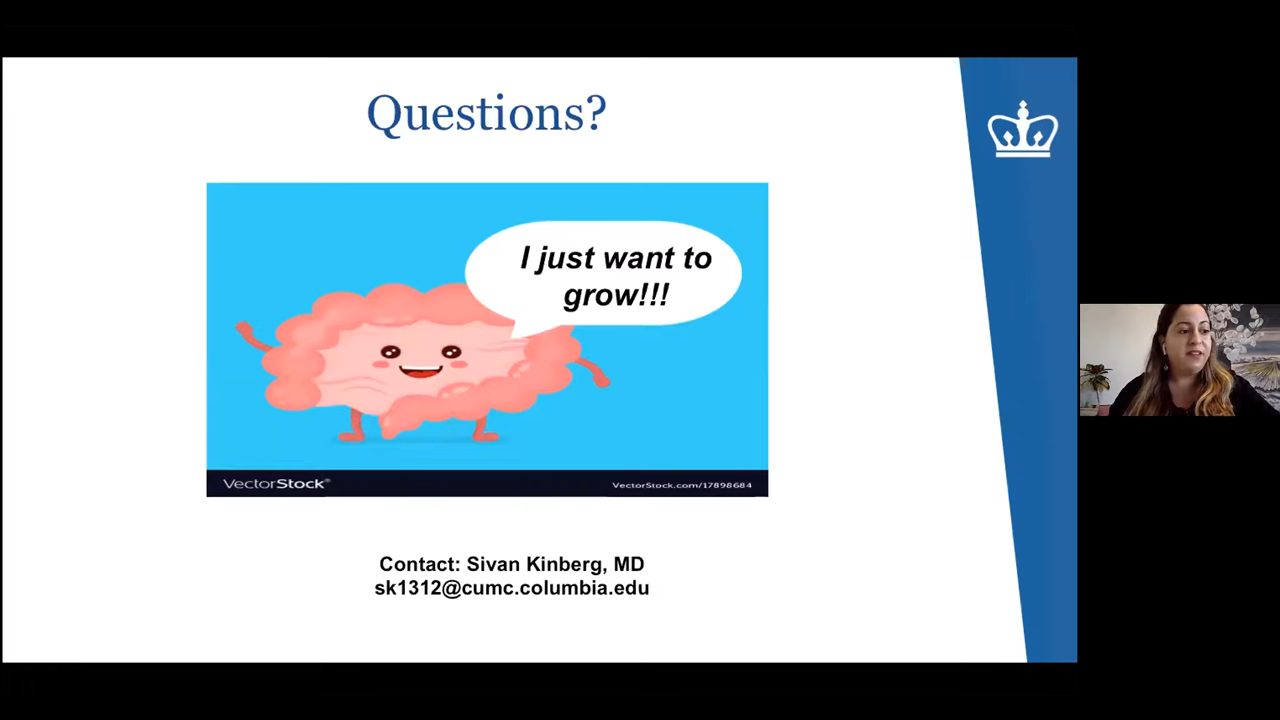 Questions?
I just want to
grow!!!
VectorStock®
VectorStock.com/17898684
Contact: Sivan Kinberg, MD
sk1312@cumc.columbia.edu